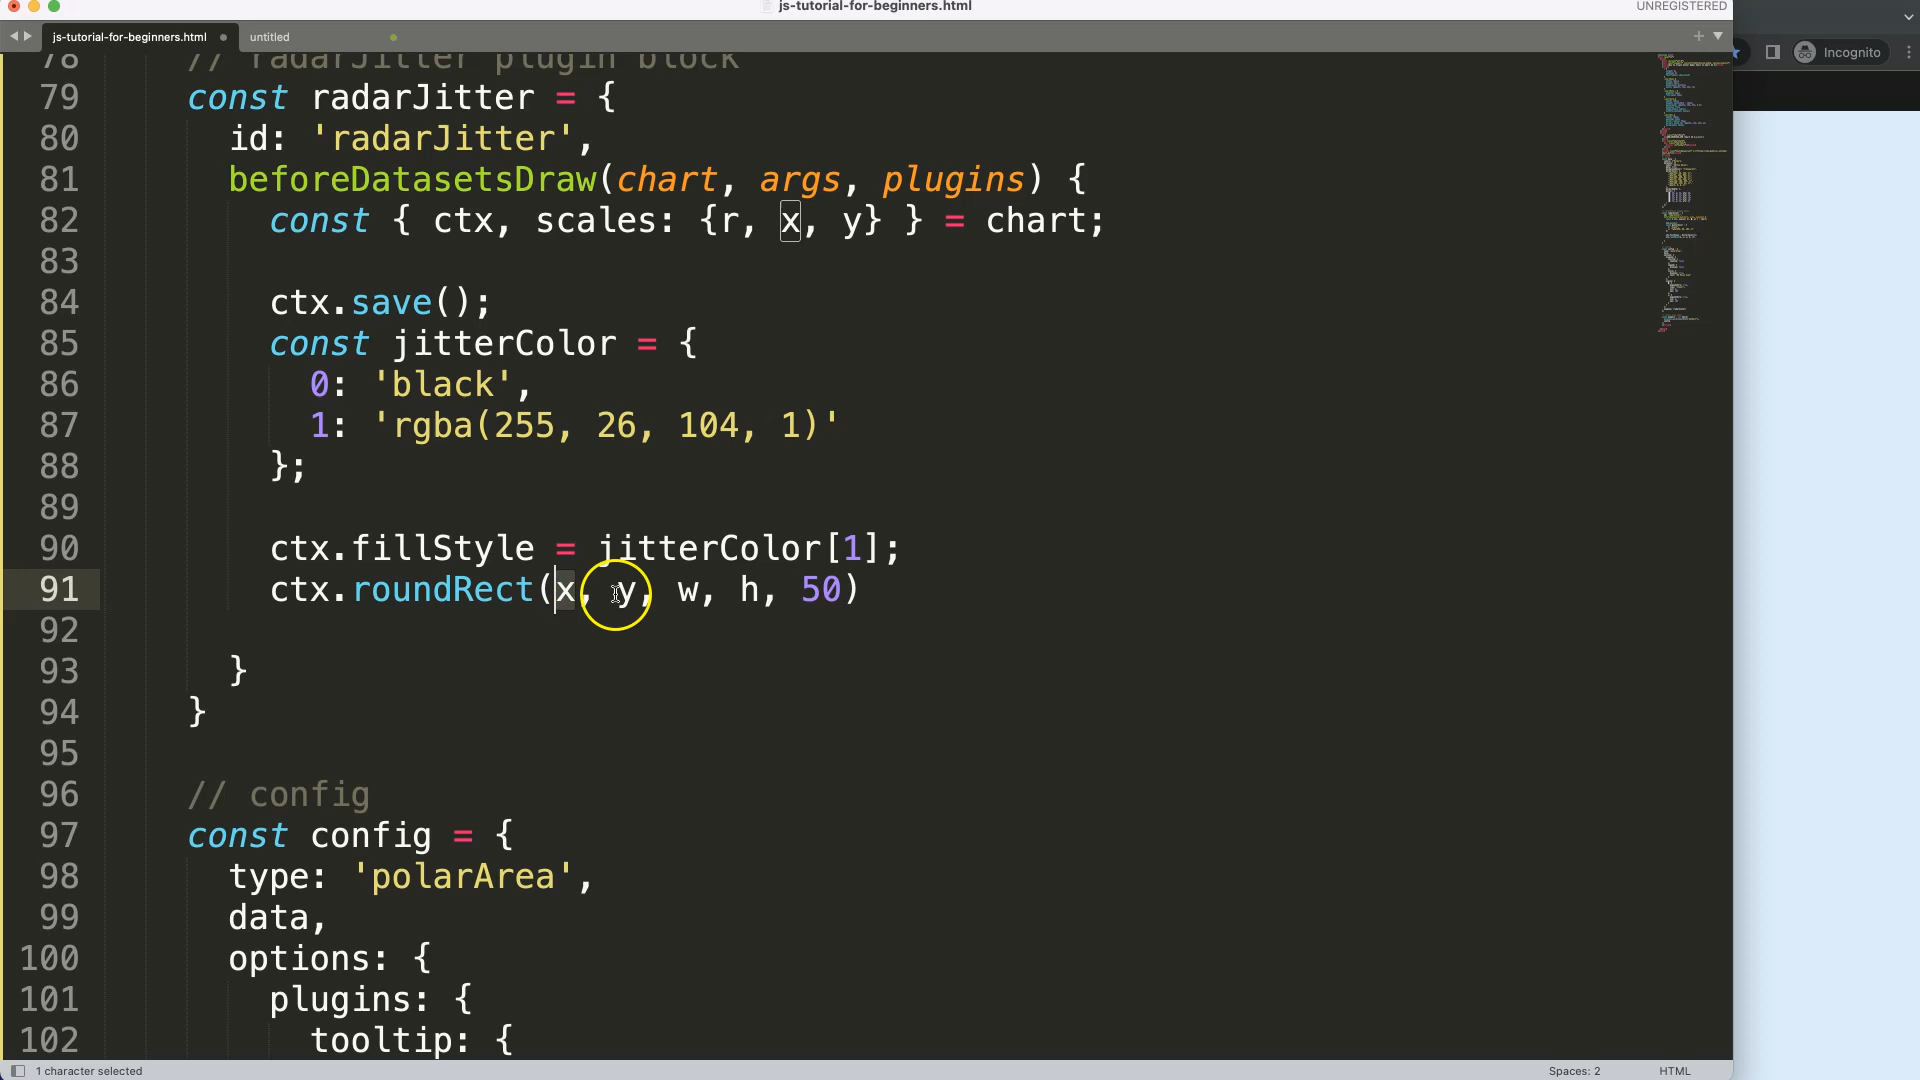 js-tutorial-for-beginners.html
UNREGISTERED
js-tutorial-for-beginners.html
untitled
Incognito
78 // radarJitter plugin block
79 const radarJitter = {
80 id: 'radarJitter',
81 beforeDatasetsDraw(chart, args, plugins) {
82 const { ctx, scales: {r, x, y} } = chart;
83
84 ctx.save();
85 const jitterColor = {
86 0: 'black',
87 1: 'rgba(255, 26, 104, 1)'
88 };
89
90 ctx.fillStyle = jitterColor[1];
91 ctx.roundRect(x, y, w, h, 50)
92
93 }
94 }
95
96 // config
97 const config = {
98 type: 'polarArea',
99 data,
100 options: {
101 plugins: {
102 tooltip: {
1 character selected
Spaces: 2
HTML